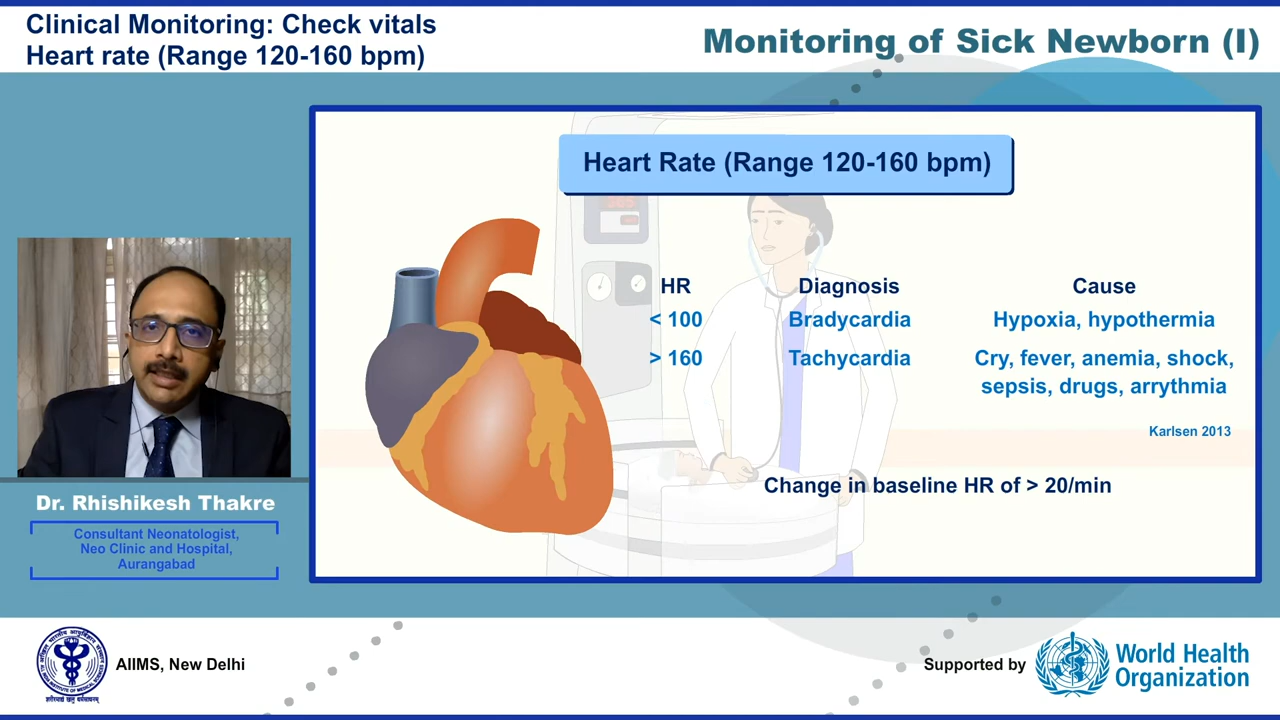 Clinical Monitoring: Check vitals
Heart rate (Range 120-160 bpm)
Monitoring of Sick Newborn (I)
Heart Rate (Range 120-160 bpm)
HR Diagnosis Cause
< 100 Bradycardia Hypoxia, hypothermia
> 160 Tachycardia Cry, fever, anemia, shock,
sepsis, drugs, arrythmia
Karlsen 2013
Change in baseline HR of > 20/min
Dr. Rhishikesh Thakre
Consultant Neonatologist,
Neo Clinic and Hospital,
Aurangabad
AIIMS, New Delhi
Supported by
World Health
Organization